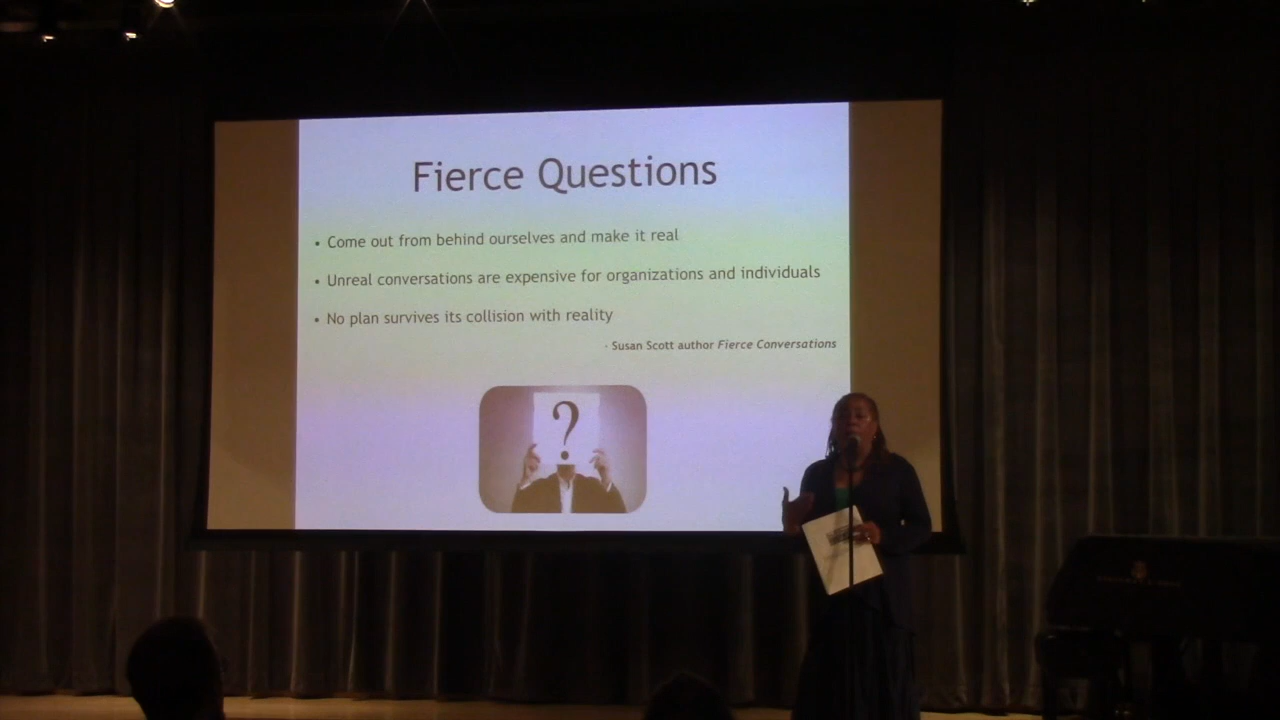 Fierce Questions
• Come out from behind ourselves and make it real
• Unreal conversations are expensive for organizations and individuals
• No plan survives its collision with reality
- Susan Scott author Fierce Conversations
?